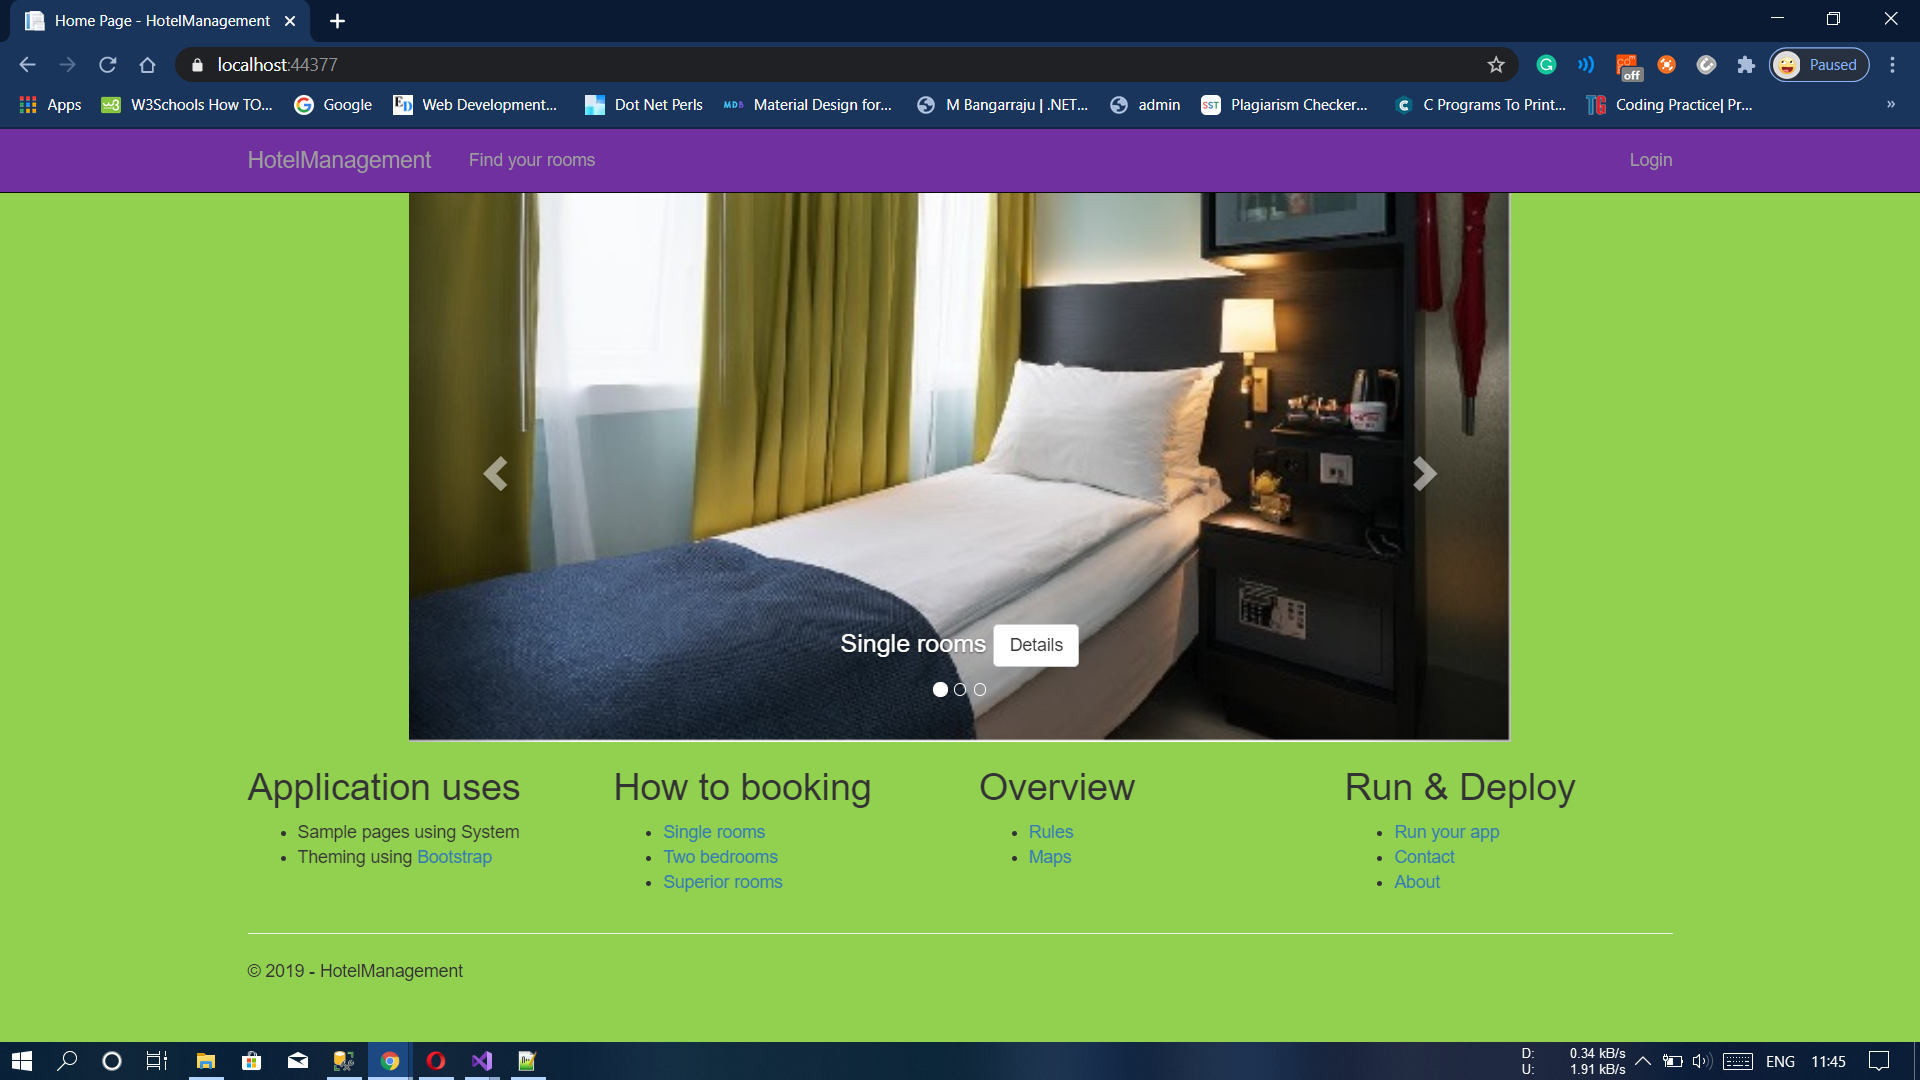 Home Page - HotelManagement
localhost:44377
off
Paused
Apps
W3Schools How TO...
Google
Web Development...
Dot Net Perls
MDB
Material Design for...
M Bangarraju | .NET...
admin
SST
Plagiarism Checker...
C Programs To Print...
Coding Practice| Pr...
»
HotelManagement
Find your rooms
Login
Single rooms
Details
Application uses
• Sample pages using System
• Theming using Bootstrap
How to booking
• Single rooms
• Two bedrooms
• Superior rooms
Overview
• Rules
• Maps
Run & Deploy
• Run your app
• Contact
• About
© 2019 - HotelManagement
D: 0.34 kB/s
U: 1.91 kB/s
ENG
11:45